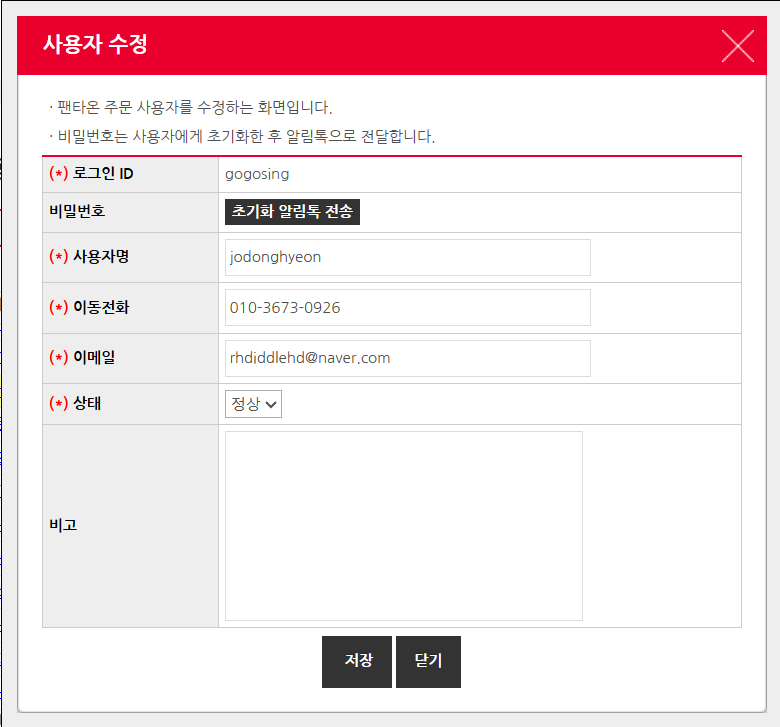 사용자 수정
· 팬타온 주문 사용자를 수정하는 화면입니다.
· 비밀번호는 사용자에게 초기화한 후 알림톡으로 전달합니다.
(*) 로그인 ID gogosing
비밀번호 초기화 알림톡 전송
(*) 사용자명 jodonghyeon
(*) 이동전화 010-3673-0926
(*) 이메일 rhdiddlehd@naver.com
(*) 상태 정상
비고
저장 닫기